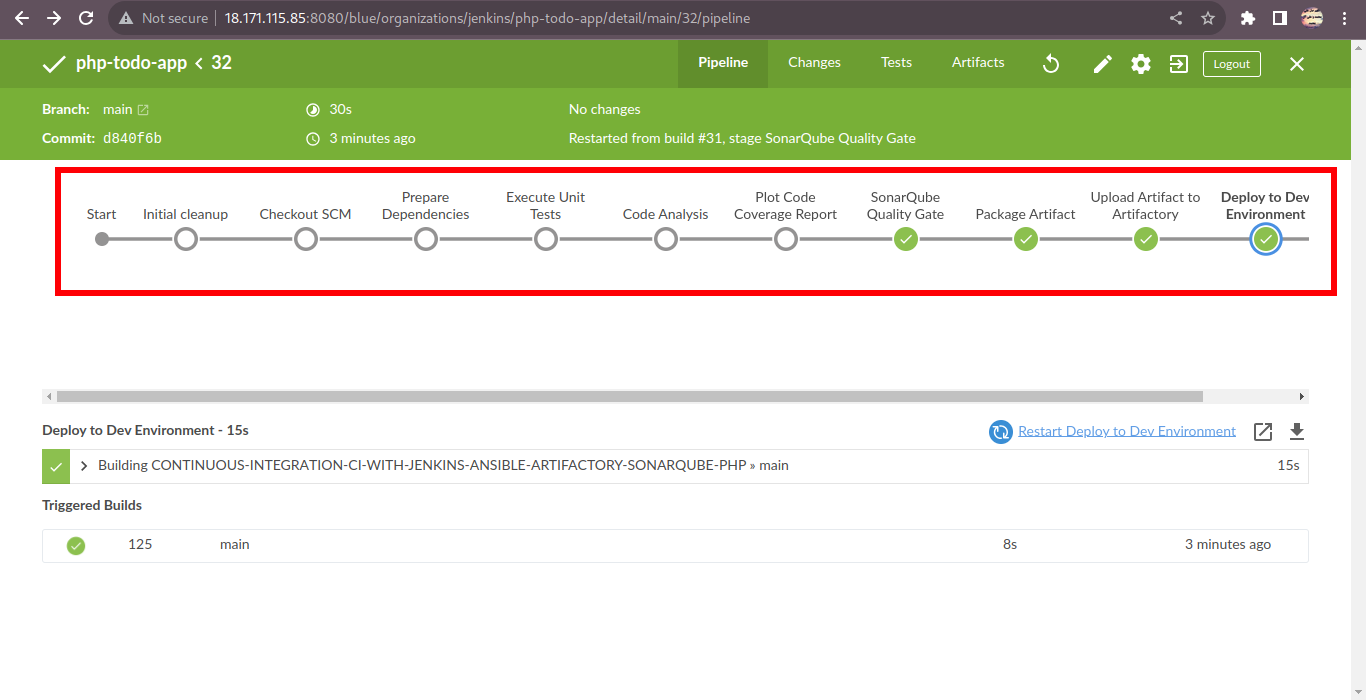 Not secure 18.171.115.85:8080/blue/organizations/jenkins/php-todo-app/detail/main/32/pipeline
php-todo-app < 32 Pipeline Changes Tests Artifacts Logout
Branch: main 30s No changes
Commit: d840f6b 3 minutes ago Restarted from build #31, stage SonarQube Quality Gate
Start
Initial cleanup
Checkout SCM
Prepare
Dependencies
Execute Unit
Tests
Code Analysis
Plot Code
Coverage Report
SonarQube
Quality Gate
Package Artifact
Upload Artifact to
Artifactory
Deploy to Dev
Environment
Deploy to Dev Environment - 15s Restart Deploy to Dev Environment
Building CONTINUOUS-INTEGRATION-CI-WITH-JENKINS-ANSIBLE-ARTIFACTORY-SONARQUBE-PHP » main 15s
Triggered Builds
125 main 8s 3 minutes ago